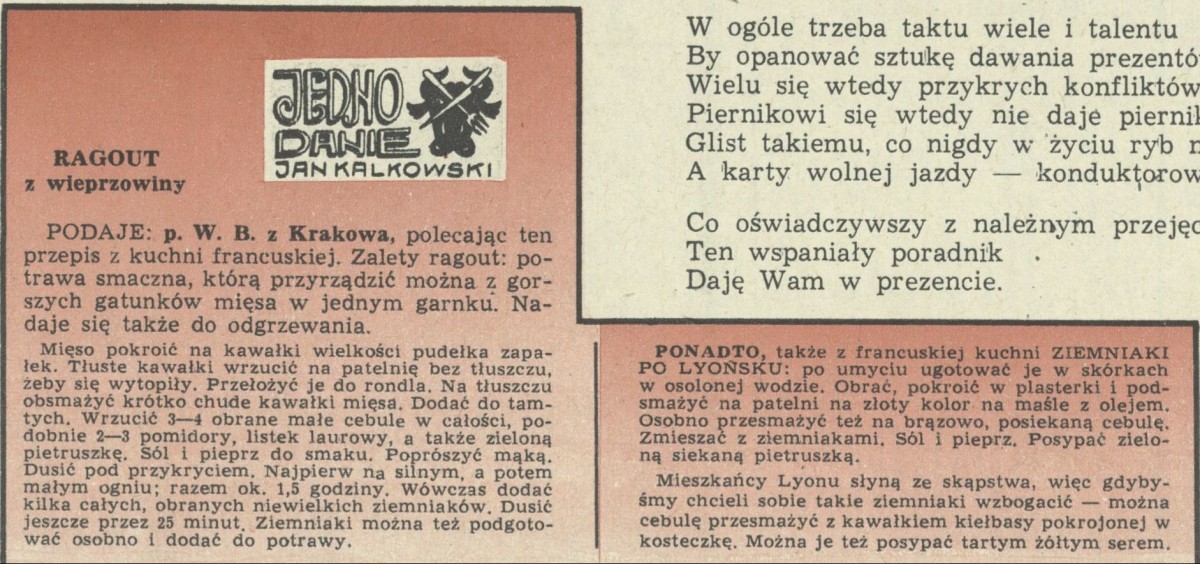 JEDNO
DANIE
JAN KALKOWSKI
RAGOUT
z wieprzowiny
PODAJE: p. W. B. z Krakowa, polecając ten
przepis z kuchni francuskiej. Zalety ragout: po-
trawa smaczna, którą przyrządzić można z gor-
szych gatunków mięsa w jednym garnku. Na-
daje się także do odgrzewania.
Mięso pokroić na kawałki wielkości pudełka zapa-
łek. Tłuste kawałki wrzucić na patelnię bez tłuszczu,
żeby się wytopiły. Przełożyć je do rondla. Na tłuszczu
obsmażyć krótko chude kawałki mięsa. Dodać do tam-
tych. Wrzucić 3—4 obrane małe cebule w całości, po-
dobnie 2—3 pomidory, listek laurowy, a także zieloną
pietruszkę. Sól i pieprz do smaku. Poprószyć mąką.
Dusić pod przykryciem. Najpierw na silnym, a potem
małym ogniu; razem ok. 1,5 godziny. Wówczas dodać
kilka całych, obranych niewielkich ziemniaków. Dusić
jeszcze przez 25 minut. Ziemniaki można też podgoto-
wać osobno i dodać do potrawy.
W ogóle trzeba taktu wiele i talentu
By opanować sztukę dawania prezentó
Wielu się wtedy przykrych konfliktów
Piernikowi się wtedy nie daje pierni
Glist takiemu, co nigdy w życiu ryb
A karty wolnej jazdy — konduktorow
Co oświadczywszy z należnym przejęc
Ten wspaniały poradnik
Daję Wam w prezencie.
PONADTO, także z francuskiej kuchni ZIEMNIAKI
PO LYOŃSKU: po umyciu ugotować je w skórkach
w osolonej wodzie. Obrać, pokroić w plasterki i pod-
smażyć na patelni na złoty kolor na maśle z olejem.
Osobno przesmażyć też na brązowo, posiekaną cebulę.
Zmieszać z ziemniakami. Sól i pieprz. Posypać zielo-
ną siekaną pietruszką.
Mieszkańcy Lyonu słyną ze skąpstwa, więc gdyby-
śmy chcieli sobie takie ziemniaki wzbogacić — można
cebulę przesmażyć z kawałkiem kiełbasy pokrojonej w
kosteczkę. Można je też posypać tartym żółtym serem.